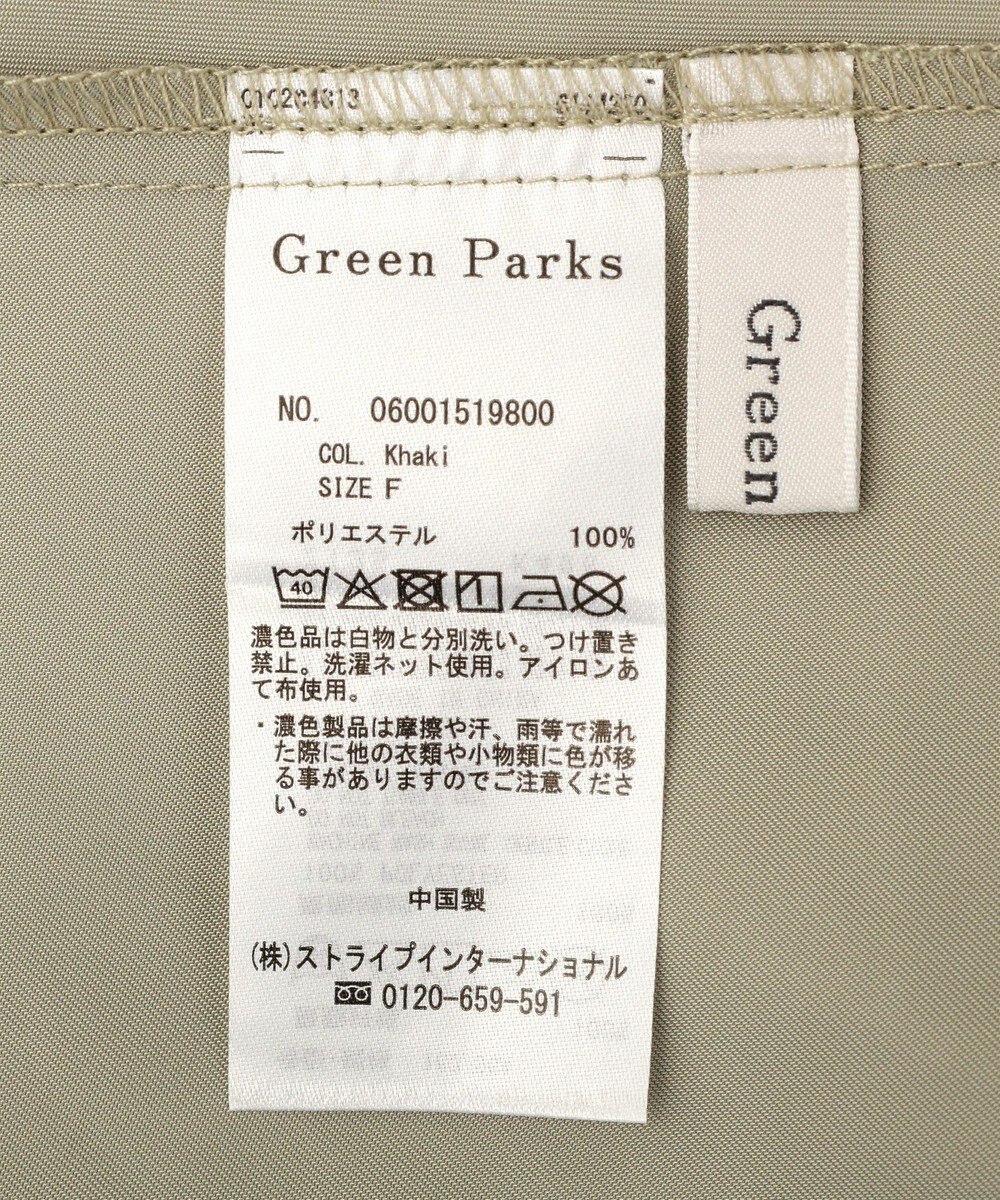 Green Parks
Green
NO. 06001519800
COL. Khaki
SIZE F
ポリエステル 100%
40
濃色品は白物と分別洗い。つけ置き
禁止。洗濯ネット使用。アイロンあ
て布使用。
・濃色製品は摩擦や汗、雨等で濡れ
た際に他の衣類や小物類に色が移
る事がありますのでご注意くださ
い。
中国製
(株)ストライプインターナショナル
0120-659-591